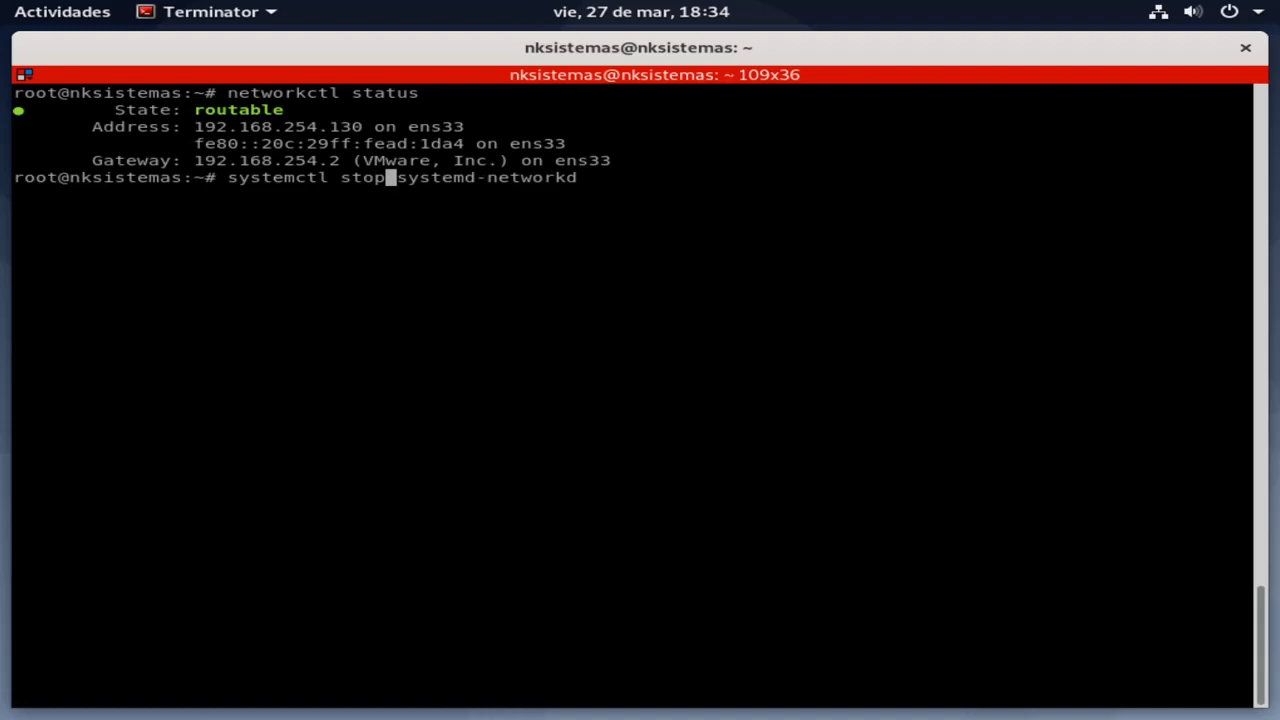 Actividades Terminator vie, 27 de mar, 18:34
nksistemas@nksistemas: ~ ×
nksistemas@nksistemas: ~ 109x36
root@nksistemas:~# networkctl status
● State: routable
Address: 192.168.254.130 on ens33
fe80::20c:29ff:fead:1da4 on ens33
Gateway: 192.168.254.2 (VMware, Inc.) on ens33
root@nksistemas:~# systemctl stop systemd-networkd